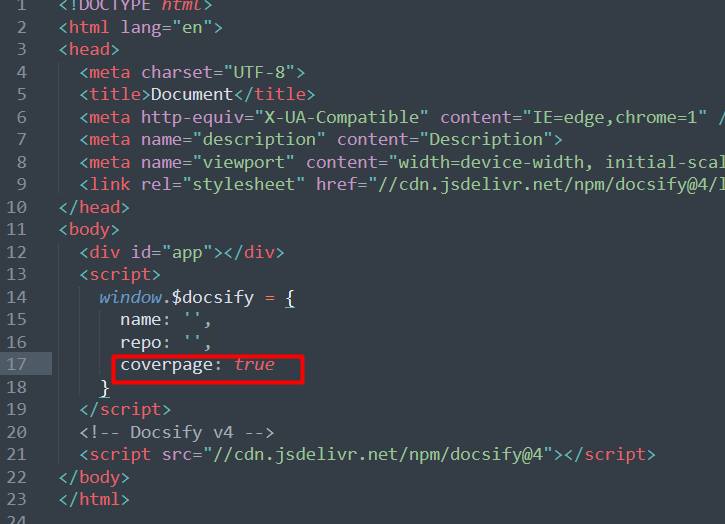 1 <!DOCTYPE html>
2 <html lang="en">
3 <head>
4 <meta charset="UTF-8">
5 <title>Document</title>
6 <meta http-equiv="X-UA-Compatible" content="IE=edge,chrome=1" /
7 <meta name="description" content="Description">
8 <meta name="viewport" content="width=device-width, initial-scal
9 <link rel="stylesheet" href="//cdn.jsdelivr.net/npm/docsify@4/l
10 </head>
11 <body>
12 <div id="app"></div>
13 <script>
14 window.$docsify = {
15 name: '',
16 repo: '',
17 coverpage: true
18 }
19 </script>
20 <!-- Docsify v4 -->
21 <script src="//cdn.jsdelivr.net/npm/docsify@4"></script>
22 </body>
23 </html>
24